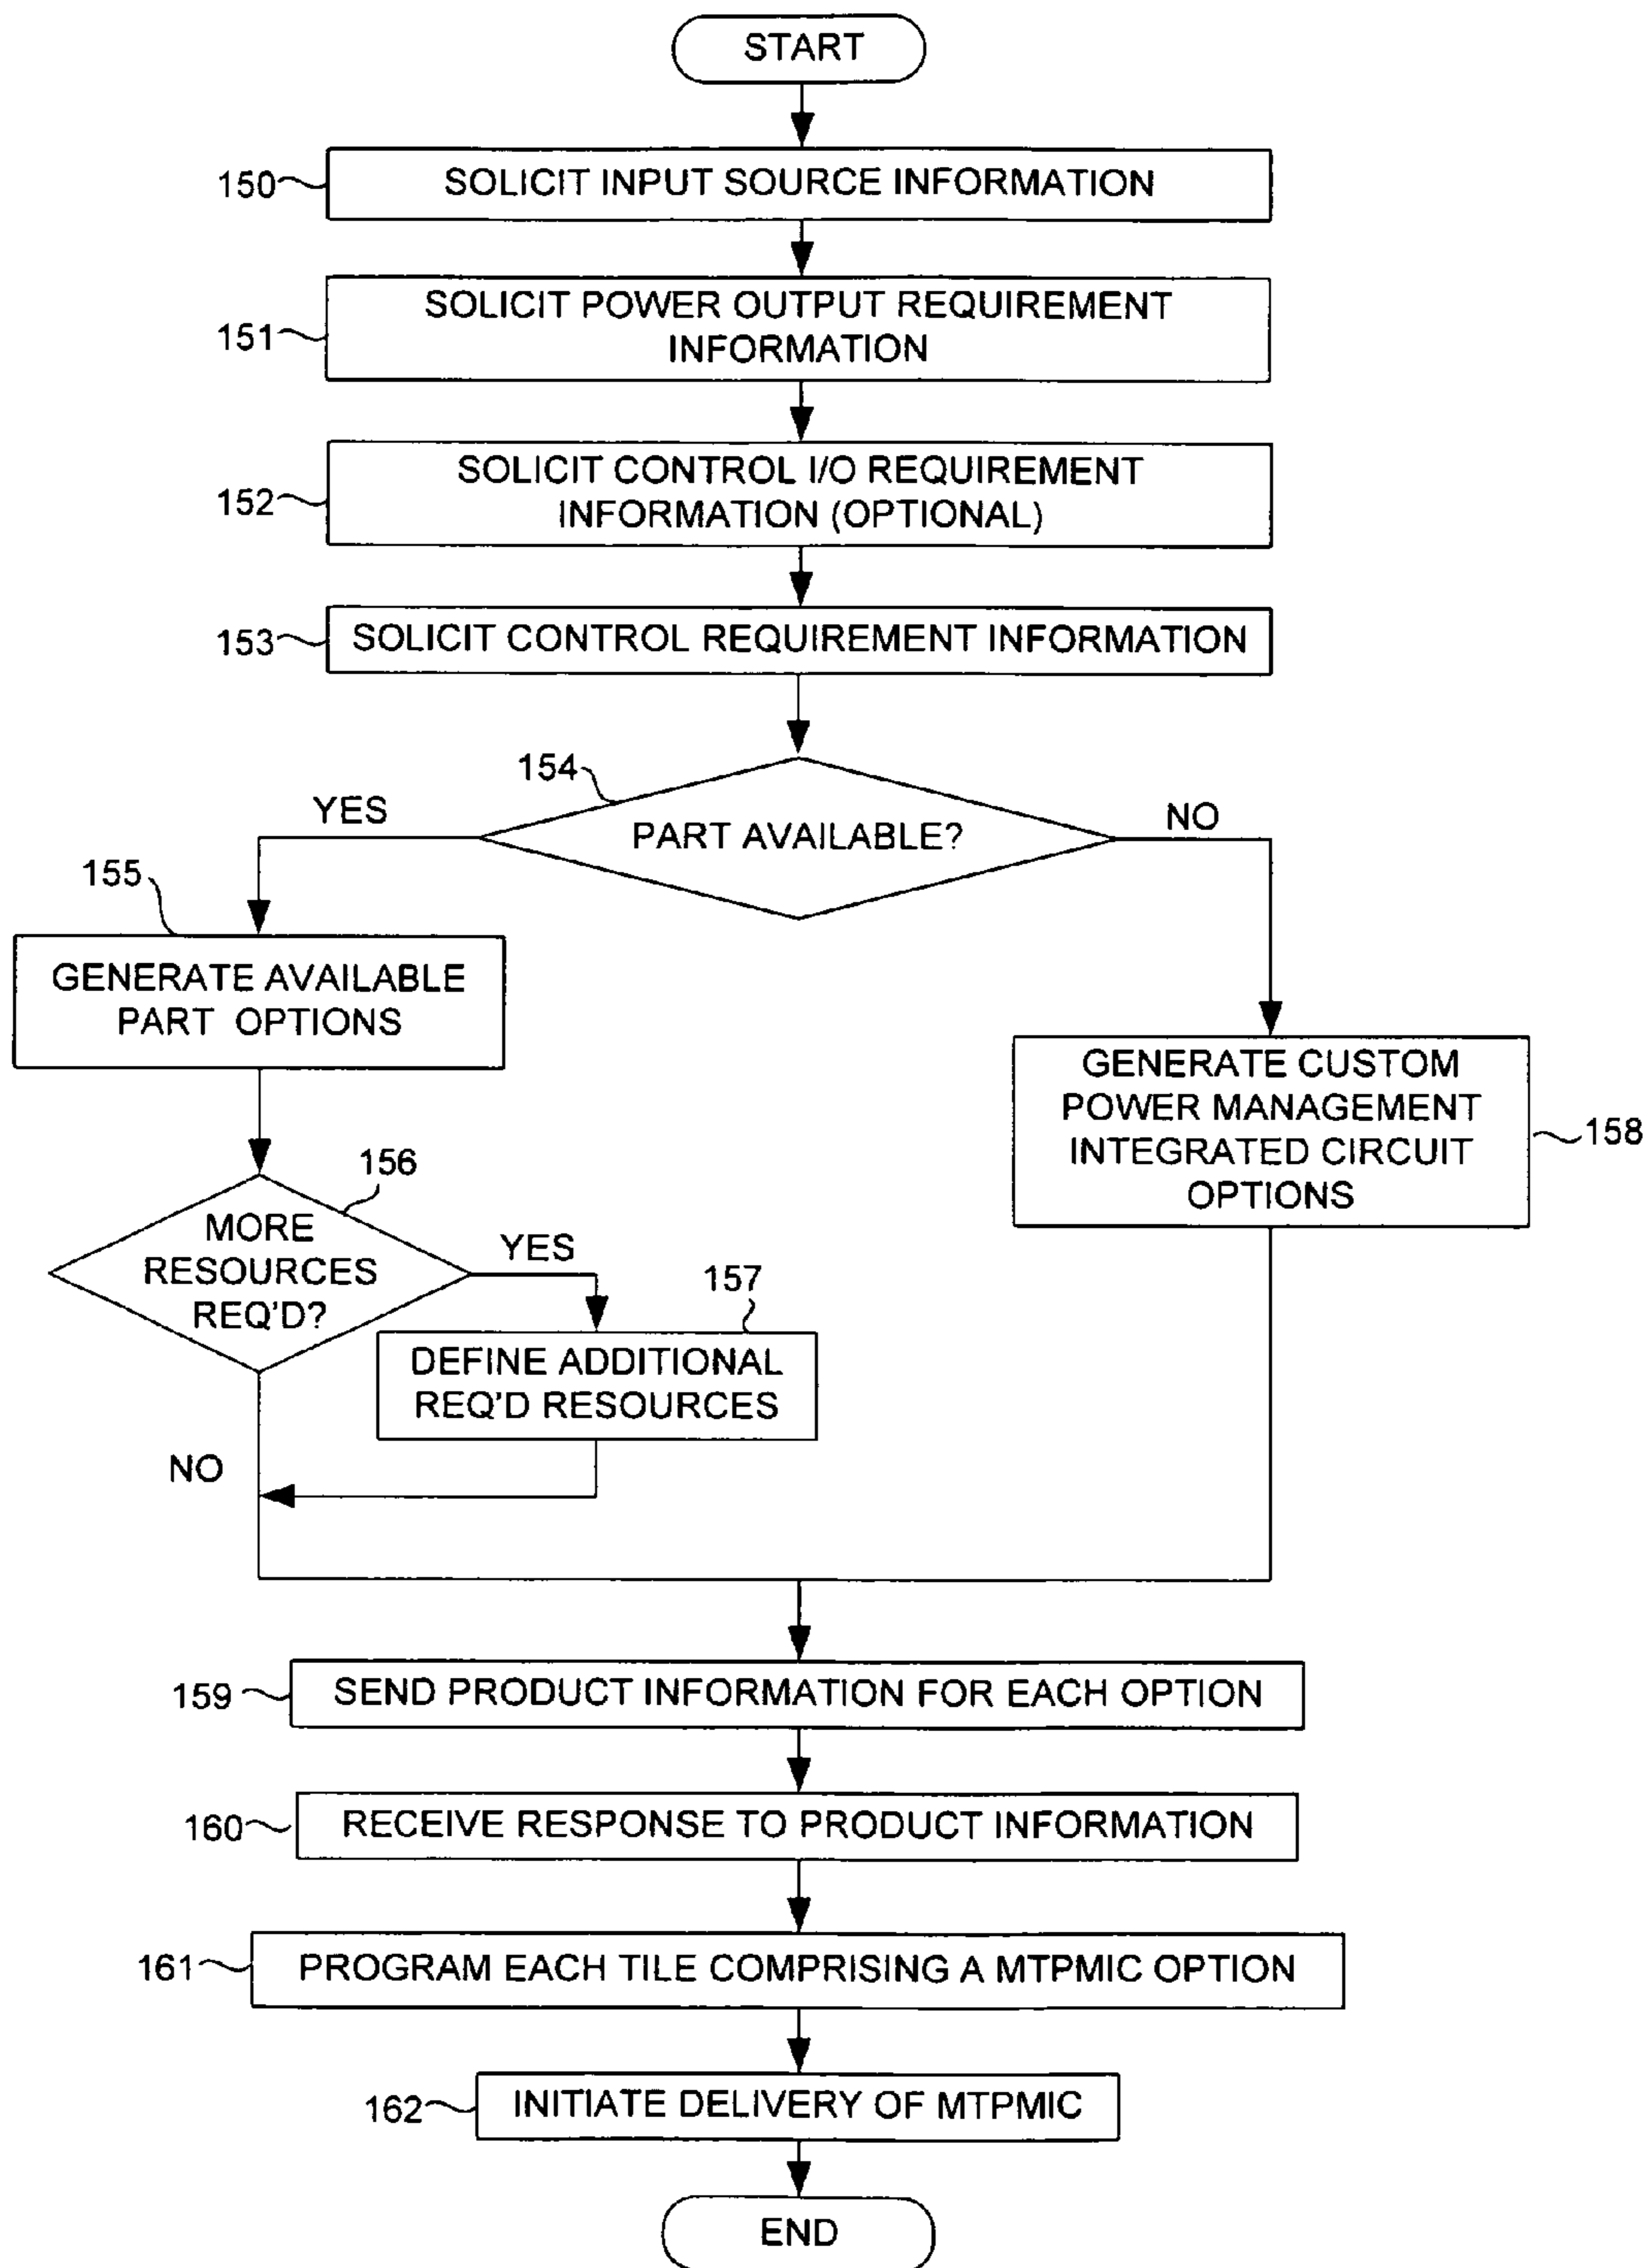 START
150
SOLICIT INPUT SOURCE INFORMATION
151
SOLICIT POWER OUTPUT REQUIREMENT
INFORMATION
152
SOLICIT CONTROL I/O REQUIREMENT
INFORMATION (OPTIONAL)
153
SOLICIT CONTROL REQUIREMENT INFORMATION
154
YES
PART AVAILABLE?
NO
155
GENERATE AVAILABLE
PART OPTIONS
GENERATE CUSTOM
POWER MANAGEMENT
INTEGRATED CIRCUIT
OPTIONS
158
156
MORE
RESOURCES
REQ'D?
YES
157
DEFINE ADDITIONAL
REQ'D RESOURCES
NO
159
SEND PRODUCT INFORMATION FOR EACH OPTION
160
RECEIVE RESPONSE TO PRODUCT INFORMATION
161
PROGRAM EACH TILE COMPRISING A MTPMIC OPTION
162
INITIATE DELIVERY OF MTPMIC
END